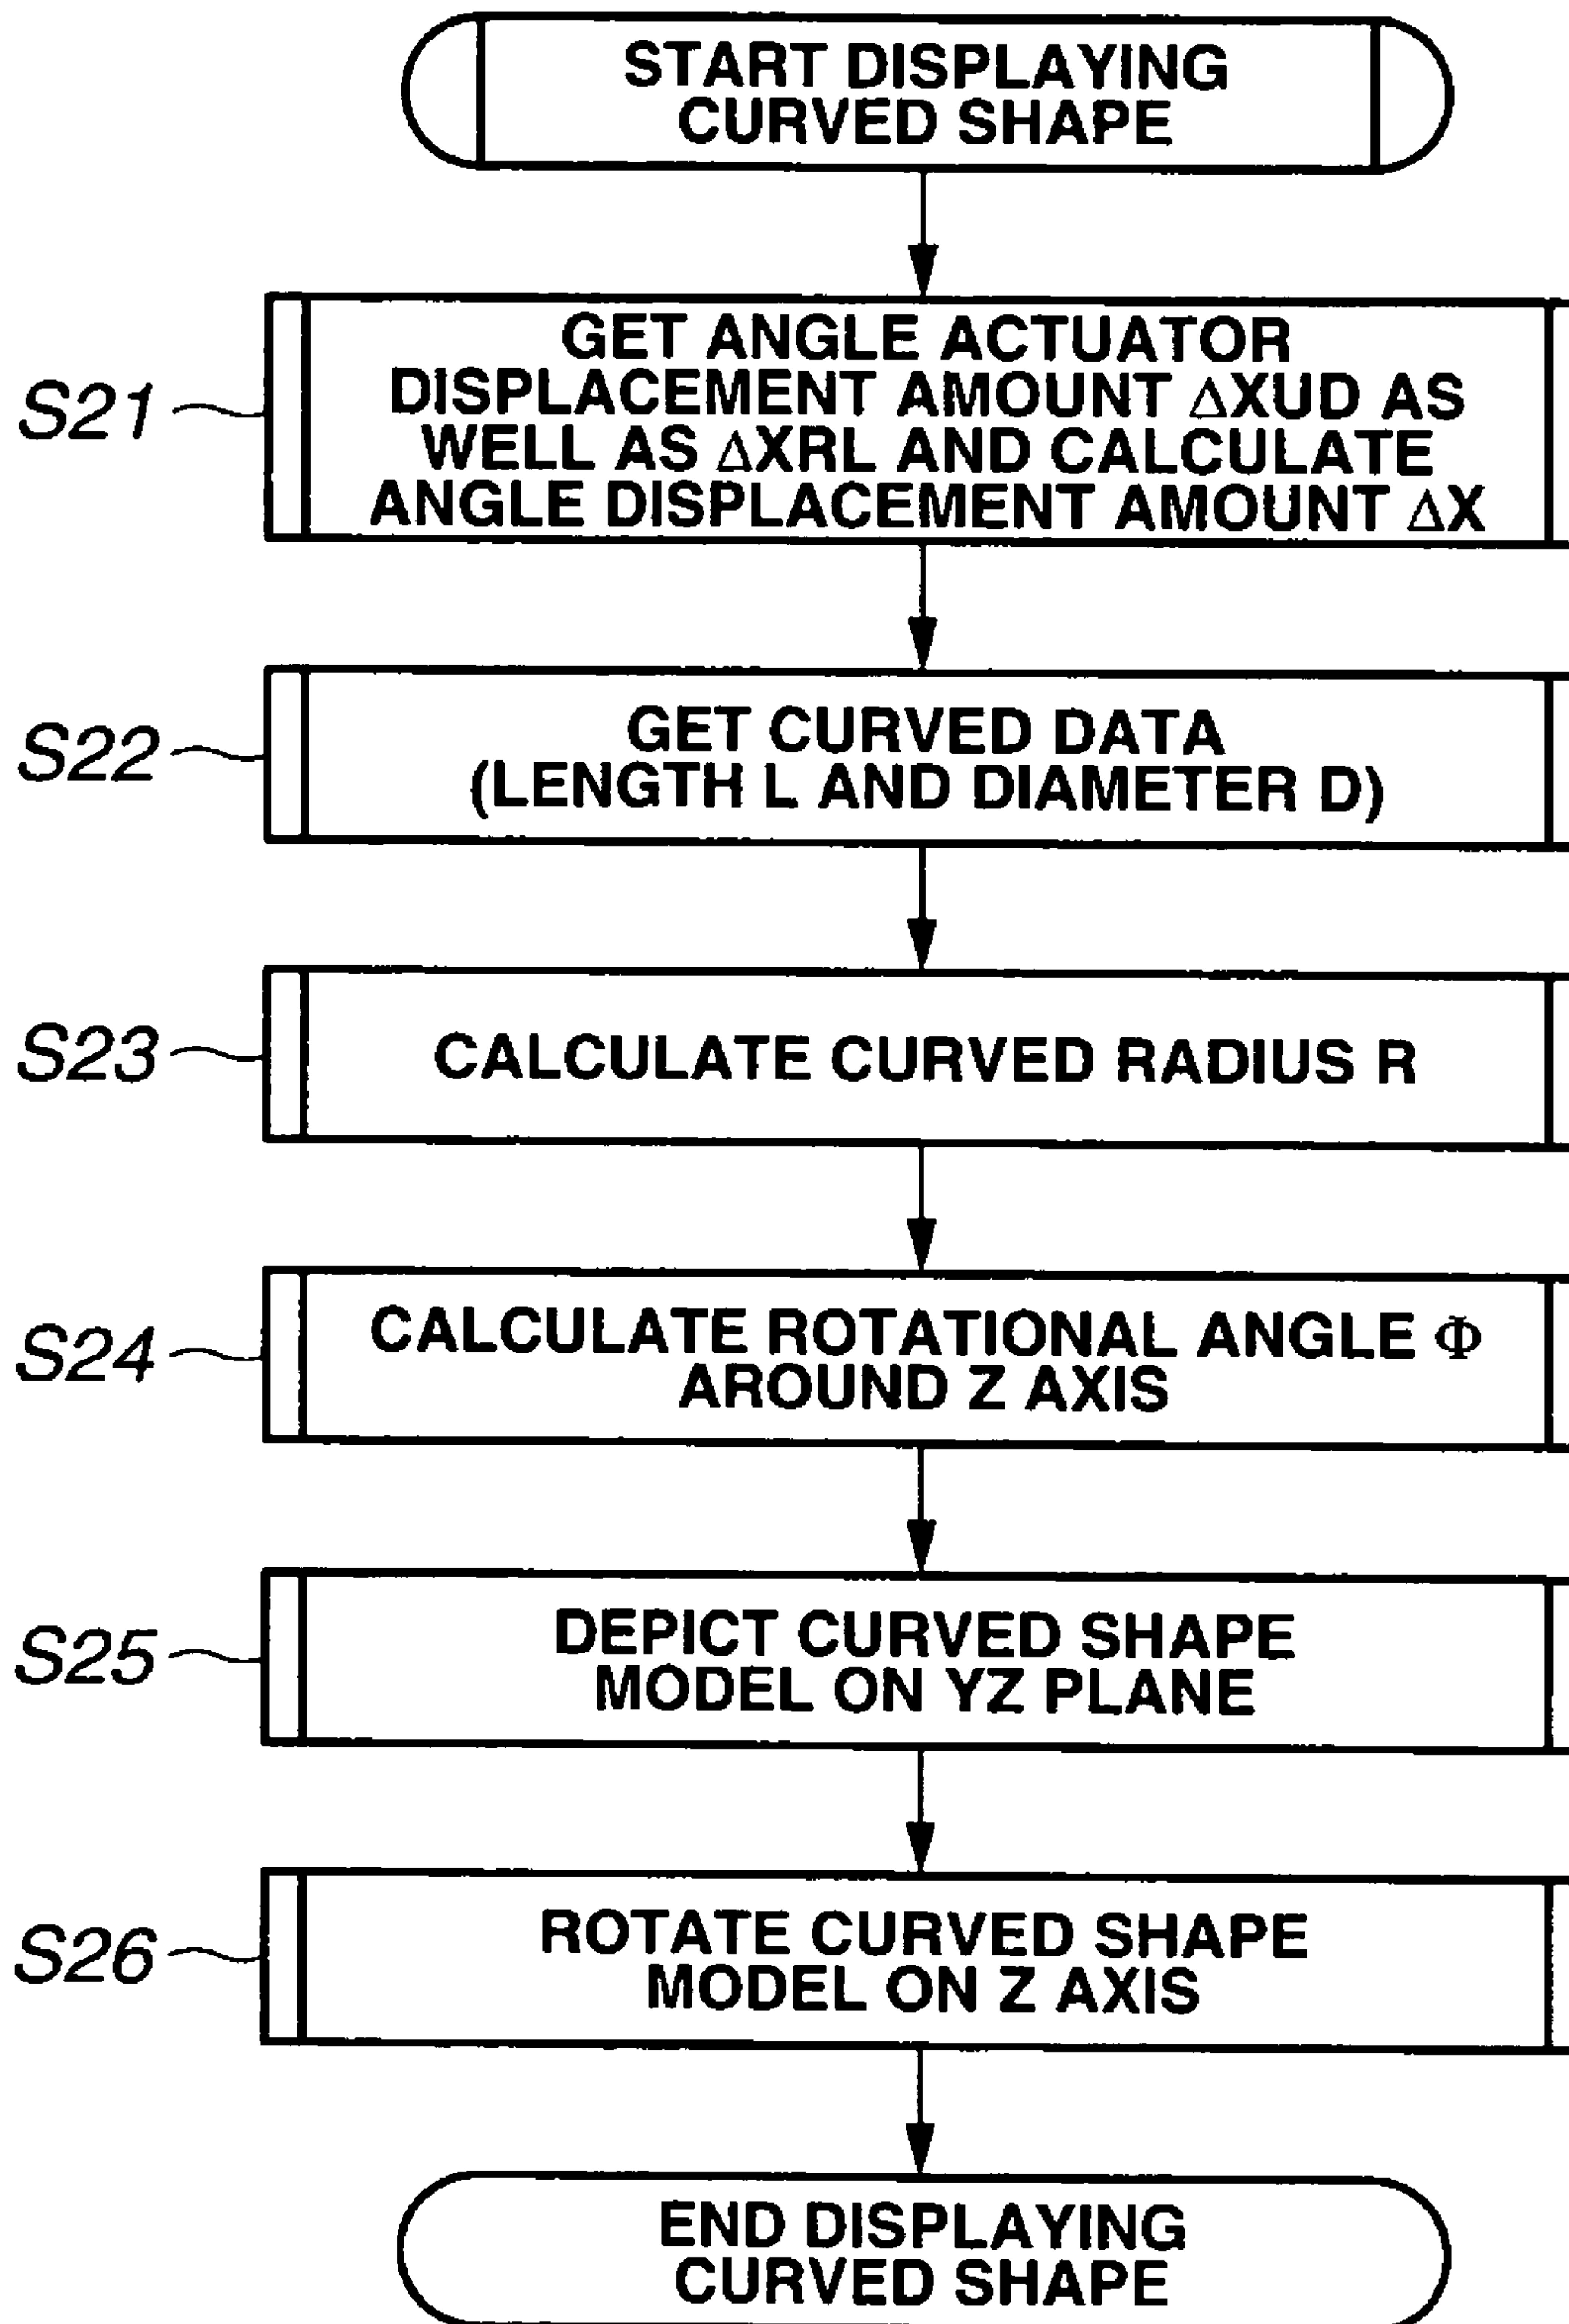 START DISPLAYING
CURVED SHAPE
S21
GET ANGLE ACTUATOR
DISPLACEMENT AMOUNT ΔXUD AS
WELL AS ΔXRL AND CALCULATE
ANGLE DISPLACEMENT AMOUNT ΔX
S22
GET CURVED DATA
(LENGTH L AND DIAMETER D)
S23
CALCULATE CURVED RADIUS R
S24
CALCULATE ROTATIONAL ANGLE Φ
AROUND Z AXIS
S25
DEPICT CURVED SHAPE
MODEL ON YZ PLANE
S26
ROTATE CURVED SHAPE
MODEL ON Z AXIS
END DISPLAYING
CURVED SHAPE